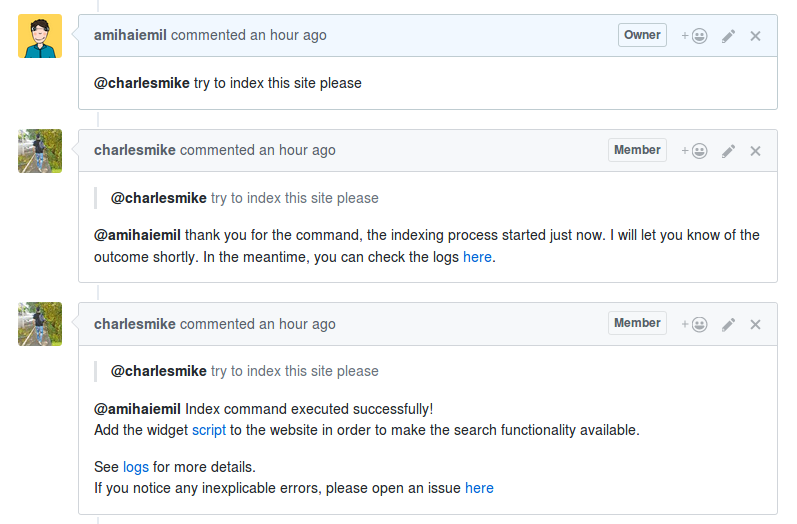 amihaiemil commented an hour ago Owner
@charlesmike try to index this site please
charlesmike commented an hour ago Member
@charlesmike try to index this site please
@amihaiemil thank you for the command, the indexing process started just now. I will let you know of the
outcome shortly. In the meantime, you can check the logs here.
charlesmike commented an hour ago Member
@charlesmike try to index this site please
@amihaiemil Index command executed successfully!
Add the widget script to the website in order to make the search functionality available.
See logs for more details.
If you notice any inexplicable errors, please open an issue here